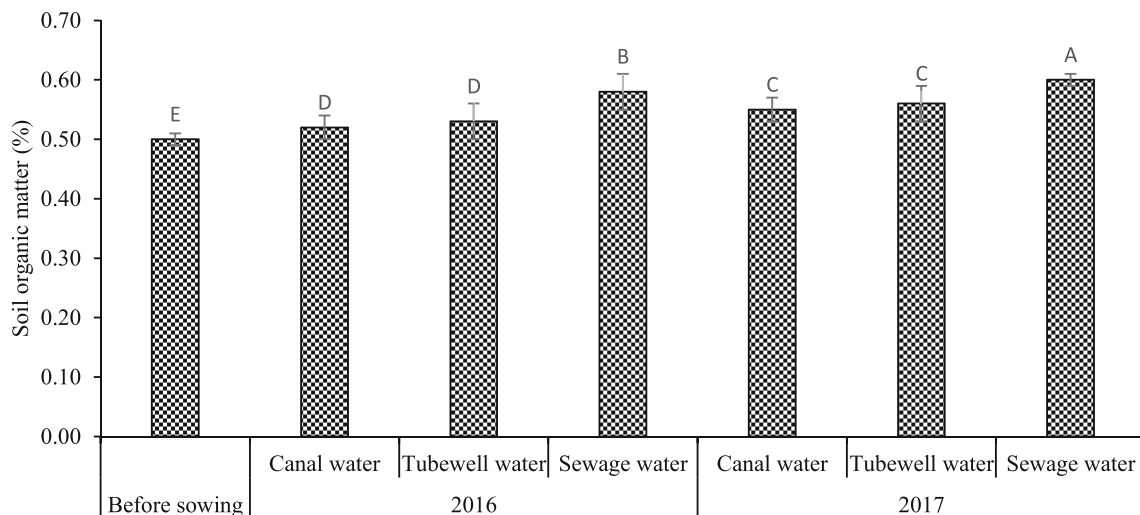 Soil organic matter (%)
0.70
0.60
0.50
0.40
0.30
0.20
0.10
0.00
E
D
D
B
C
C
A
Canal water
Tubewell water
Sewage water
Canal water
Tubewell water
Sewage water
Before sowing
2016
2017